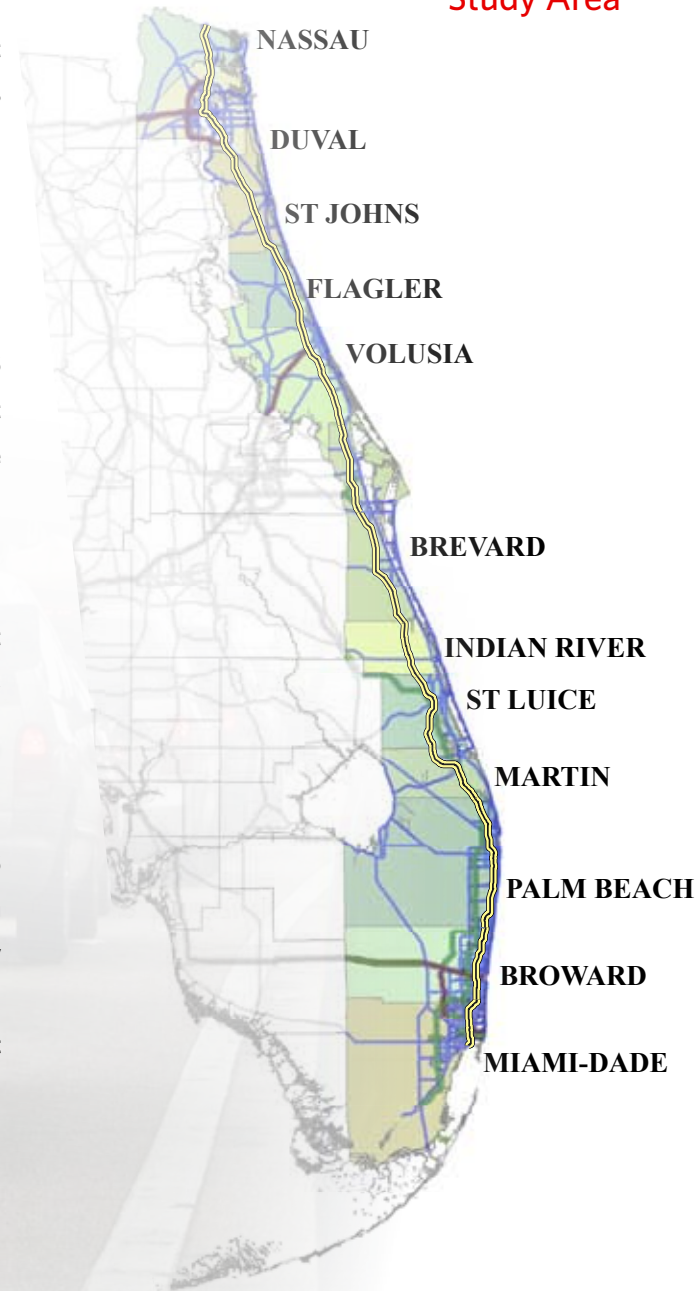 Study Area
NASSAU
DUVAL
ST JOHNS
FLAGLER
VOLUSIA
BREVARD
INDIAN RIVER
ST LUICE
MARTIN
PALM BEACH
BROWARD
MIAMI-DADE